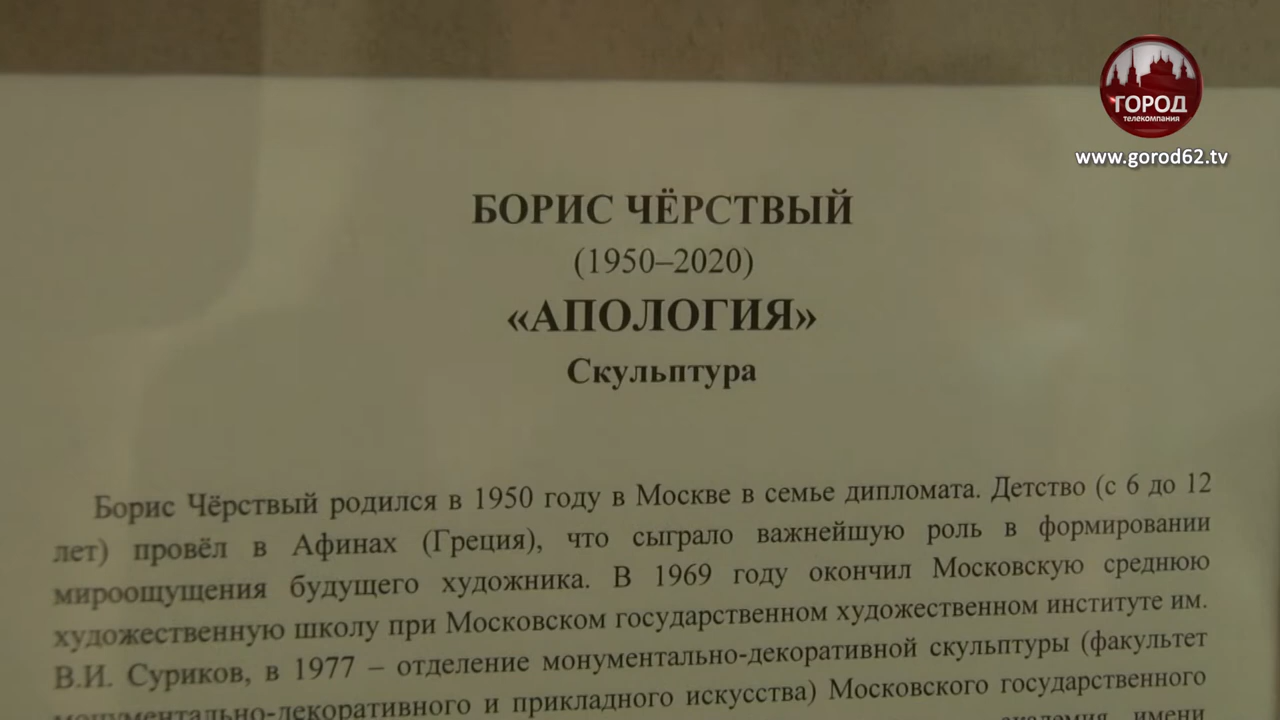 ГОРОД
телекомпания
www.gorod62.tv
БОРИС ЧЁРСТВЫЙ
(1950–2020)
«АПОЛОГИЯ»
Скульптура
Борис Чёрствый родился в 1950 году в Москве в семье дипломата. Детство (с 6 до 12
лет) провёл в Афинах (Греция), что сыграло важнейшую роль в формировании
мироощущения будущего художника. В 1969 году окончил Московскую среднюю
художественную школу при Московском государственном художественном институте им.
В.И. Суриков, в 1977 – отделение монументально-декоративной скульптуры (факультет
монументально-декоративного и прикладного искусства) Московского государственного
академия имени